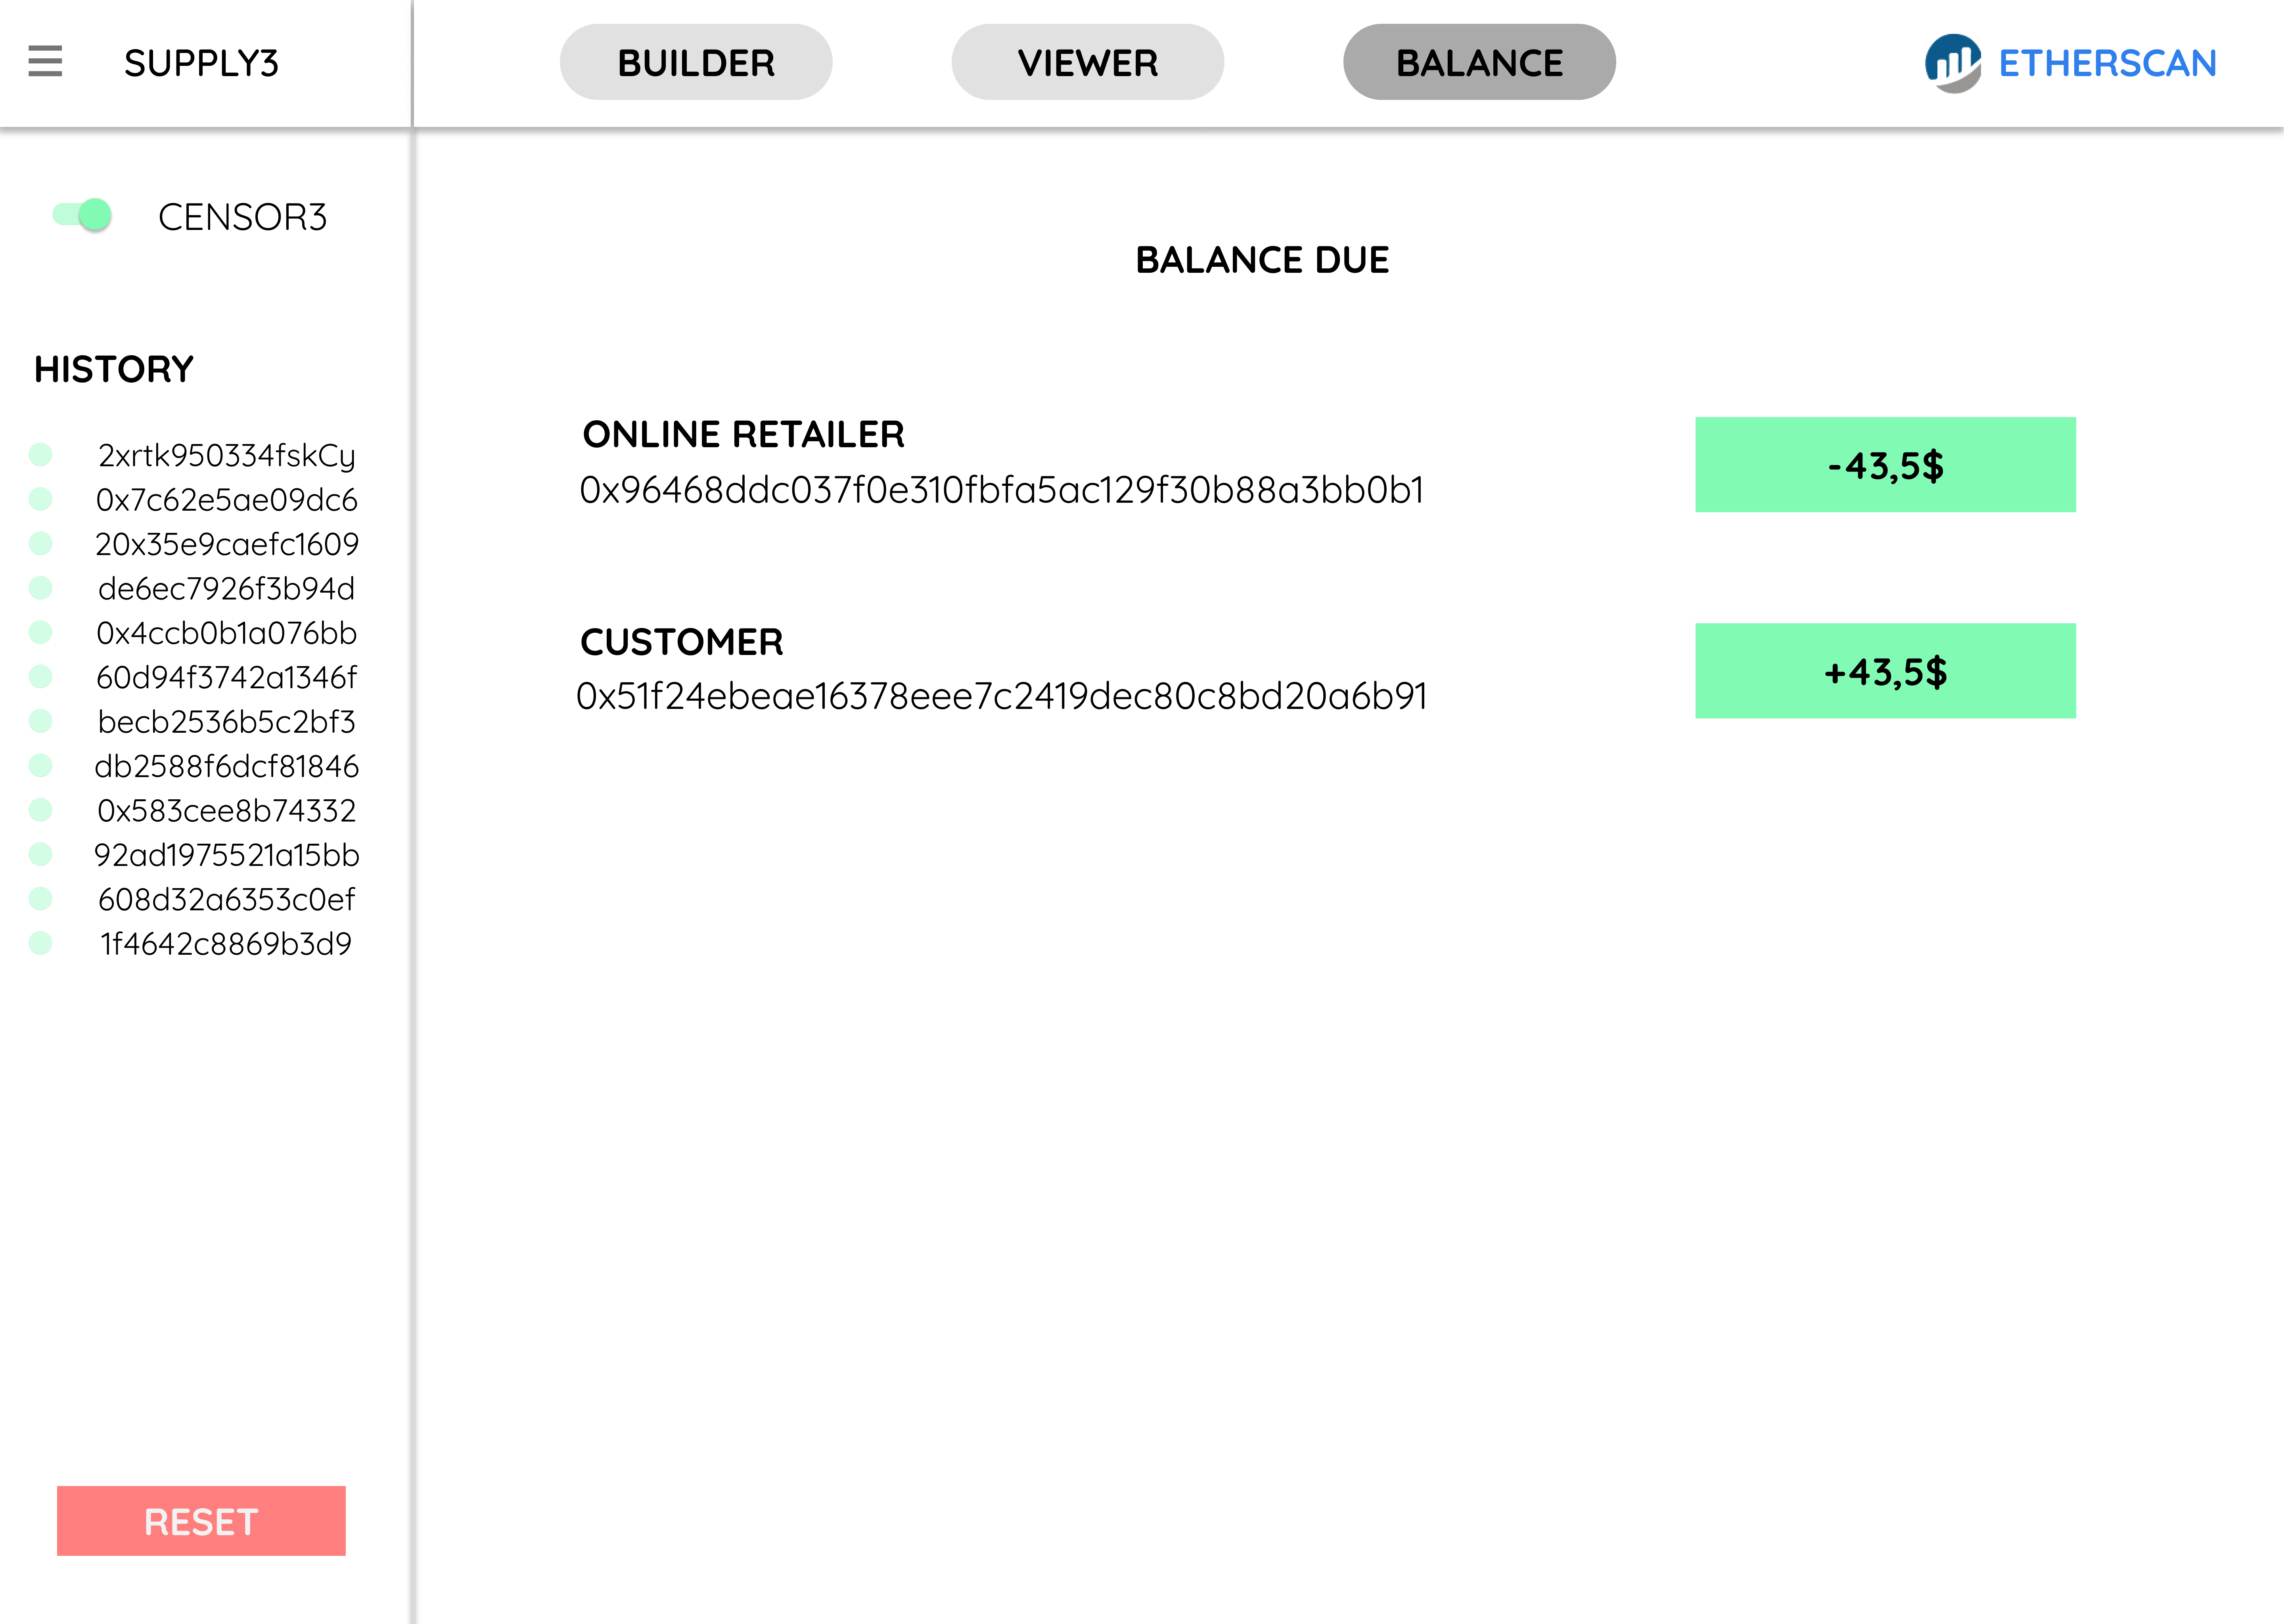 SUPPLY3
BUILDER
VIEWER
BALANCE
ETHERSCAN
CENSOR3
HISTORY
2xrtk950334fskCy
0x7c62e5ae09dc6
20x35e9caefc1609
de6ec7926f3b94d
0x4ccb0b1a076bb
60d94f3742a1346f
becb2536b5c2bf3
db2588f6dcf81846
0x583cee8b74332
92ad1975521a15bb
608d32a6353c0ef
1f4642c8869b3d9
RESET
BALANCE DUE
ONLINE RETAILER
0x96468ddc037f0e310fbfa5ac129f30b88a3bb0b1
-43,5$
CUSTOMER
0x51f24ebeae16378eee7c2419dec80c8bd20a6b91
+43,5$